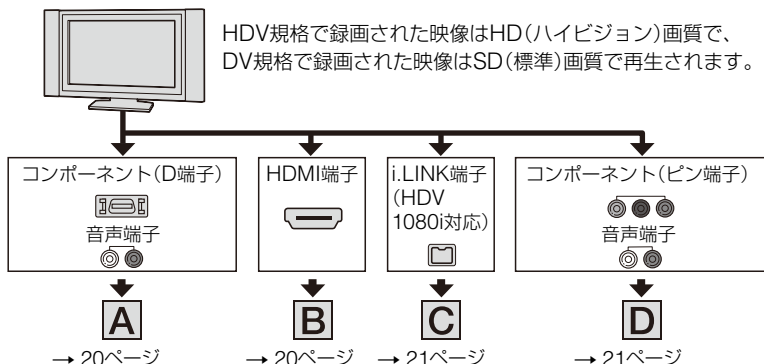 HDV規格で録画された映像はHD（ハイビジョン）画質で、
DV規格で録画された映像はSD（標準）画質で再生されます。
コンポーネント（D端子）
音声端子
A
→ 20ページ
HDMI端子
B
→ 20ページ
i.LINK端子
（HDV
1080i対応）
C
→ 21ページ
コンポーネント（ピン端子）
音声端子
D
→ 21ページ